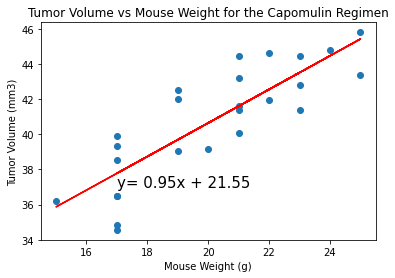 Tumor Volume vs Mouse Weight for the Capomulin Regimen
46
44
42
40
38
36
34
Tumor Volume (mm3)
y= 0.95x + 21.55
16 18 20 22 24
Mouse Weight (g)